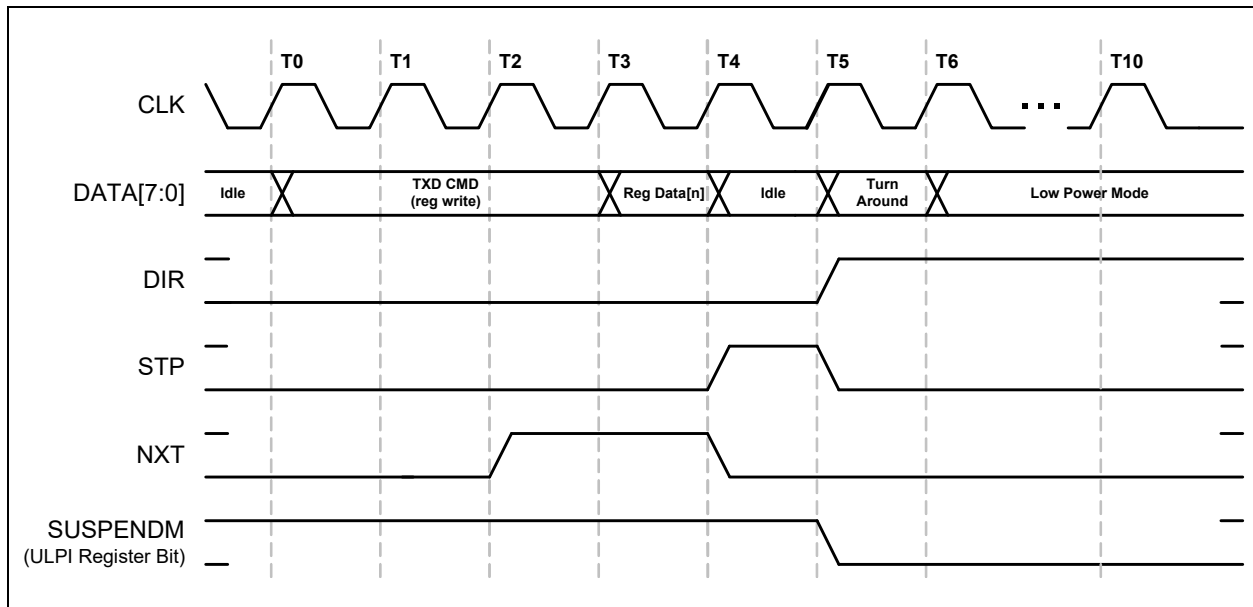 T0 T1 T2 T3 T4 T5 T6 T10
CLK
...
DATA[7:0]
Idle
TXD CMD
(reg write)
Reg Data[n]
Idle
Turn
Around
Low Power Mode
DIR
STP
NXT
SUSPENDM
(ULPI Register Bit)